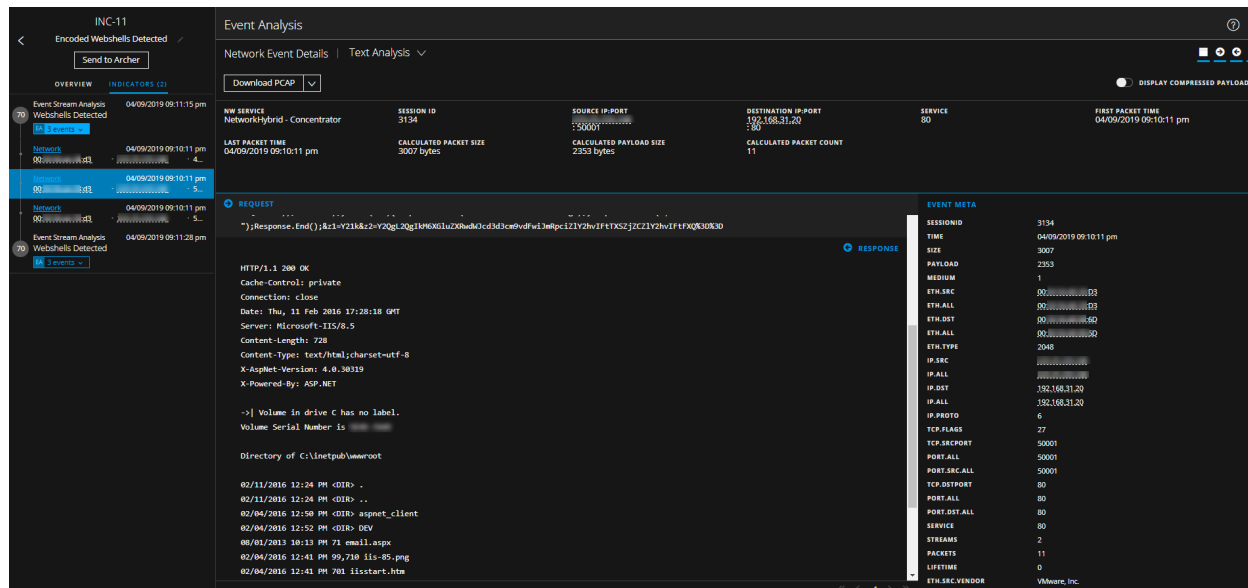 INC-11
Encoded Webshells Detected
Send to Archer
OVERVIEW
INDICATORS (2)
Event Stream Analysis 04/09/2019 09:11:15 pm
70 Webshells Detected
EA 3 events
Network 04/09/2019 09:10:11 pm
00: :d3 · · 4...
Network 04/09/2019 09:10:11 pm
00: :d3 · · 5...
Network 04/09/2019 09:10:11 pm
00: :d3 · · 5...
Event Stream Analysis 04/09/2019 09:11:28 pm
70 Webshells Detected
EA 3 events
Event Analysis
Network Event Details | Text Analysis
Download PCAP
DISPLAY COMPRESSED PAYLOAD
NW SERVICE
NetworkHybrid - Concentrator
SESSION ID
3134
SOURCE IP:PORT
: 50001
DESTINATION IP:PORT
192.168.31.20
: 80
SERVICE
80
FIRST PACKET TIME
04/09/2019 09:10:11 pm
LAST PACKET TIME
04/09/2019 09:10:11 pm
CALCULATED PACKET SIZE
3007 bytes
CALCULATED PAYLOAD SIZE
2353 bytes
CALCULATED PACKET COUNT
11
REQUEST
");Response.End();&z1=Y21k&z2=
RESPONSE
HTTP/1.1 200 OK
Cache-Control: private
Connection: close
Date: Thu, 11 Feb 2016 17:28:18 GMT
Server: Microsoft-IIS/8.5
Content-Length: 728
Content-Type: text/html;charset=utf-8
X-AspNet-Version: 4.0.30319
X-Powered-By: ASP.NET
->| Volume in drive C has no label.
Volume Serial Number is
Directory of C:\inetpub\wwwroot
02/11/2016 12:24 PM <DIR> .
02/11/2016 12:24 PM <DIR> ..
02/04/2016 12:50 PM <DIR> aspnet_client
02/04/2016 12:52 PM <DIR> DEV
08/01/2013 10:13 PM 71 email.aspx
02/04/2016 12:41 PM 99,710 iis-85.png
02/04/2016 12:41 PM 701 iisstart.htm
EVENT META
SESSIONID 3134
TIME 04/09/2019 09:10:11 pm
SIZE 3007
PAYLOAD 2353
MEDIUM 1
ETH.SRC 00: :D3
ETH.ALL 00: :D3
ETH.DST 00: :6D
ETH.ALL 00: :6D
ETH.TYPE 2048
IP.SRC
IP.ALL
IP.DST 192.168.31.20
IP.ALL 192.168.31.20
IP.PROTO 6
TCP.FLAGS 27
TCP.SRCPORT 50001
PORT.ALL 50001
PORT.SRC.ALL 50001
TCP.DSTPORT 80
PORT.ALL 80
PORT.DST.ALL 80
SERVICE 80
STREAMS 2
PACKETS 11
LIFETIME 0
ETH.SRC.VENDOR VMware, Inc.